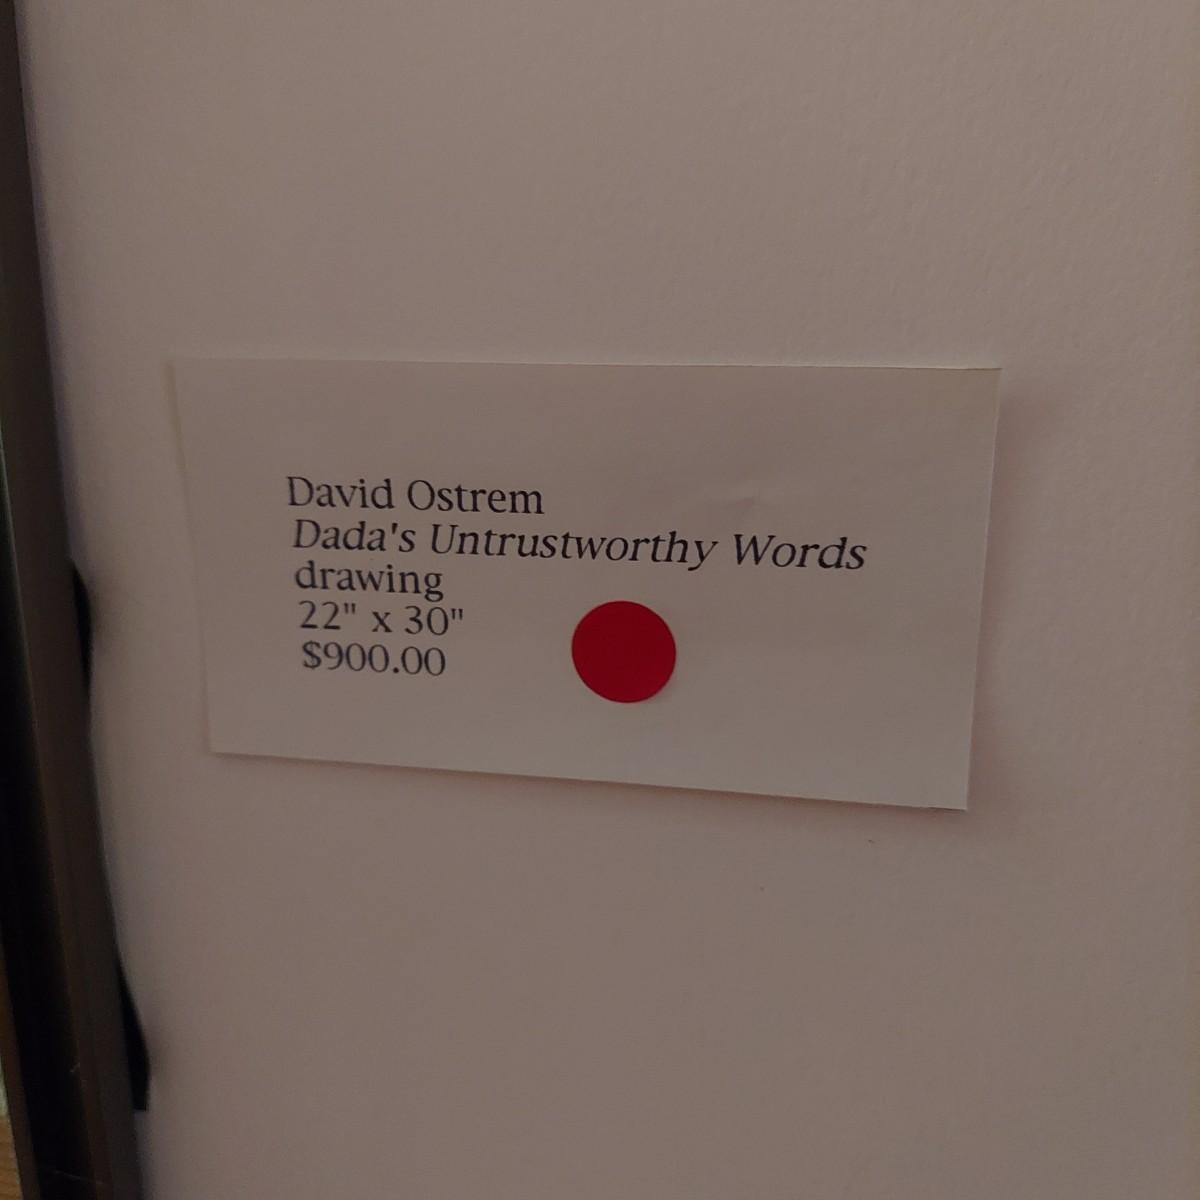 David Ostrem
Dada's Untrustworthy Words
drawing
22" x 30"
$900.00